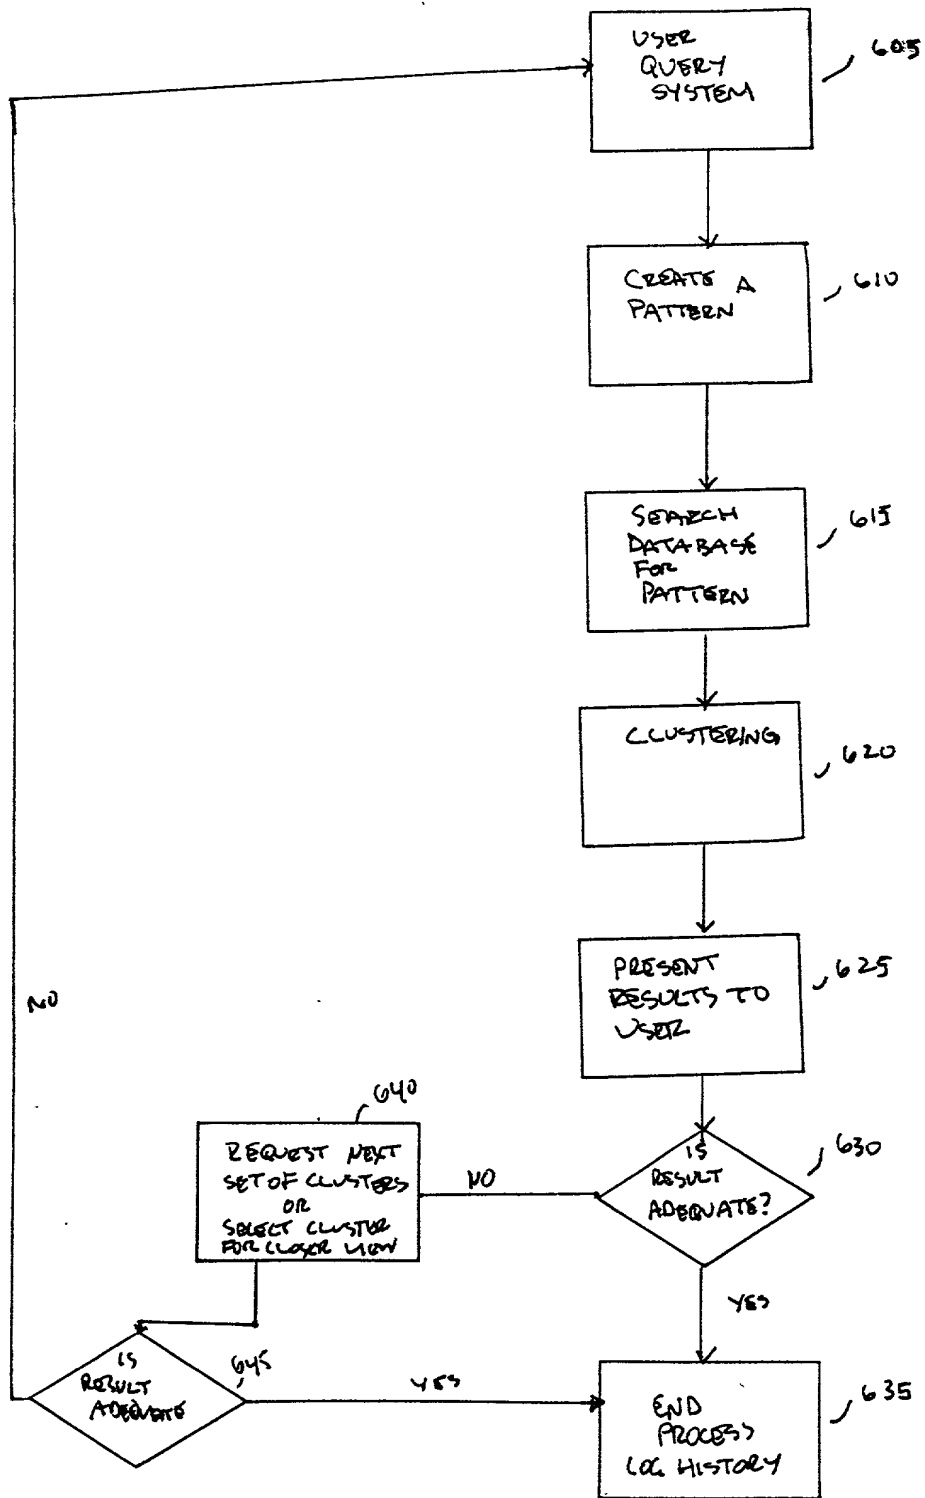 USER
QUERY
SYSTEM
605
CREATE A
PATTERN
610
SEARCH
DATABASE
FOR
PATTERN
615
CLUSTERING
620
PRESENT
RESULTS TO
USER
625
NO
640
REQUEST NEXT
SET OF CLUSTERS
OR
SELECT CLUSTER
FOR CLOSER VIEW
NO
IS
RESULT
ADEQUATE?
630
YES
IS
RESULT
ADEQUATE
645
YES
END
PROCESS
LOG HISTORY
635